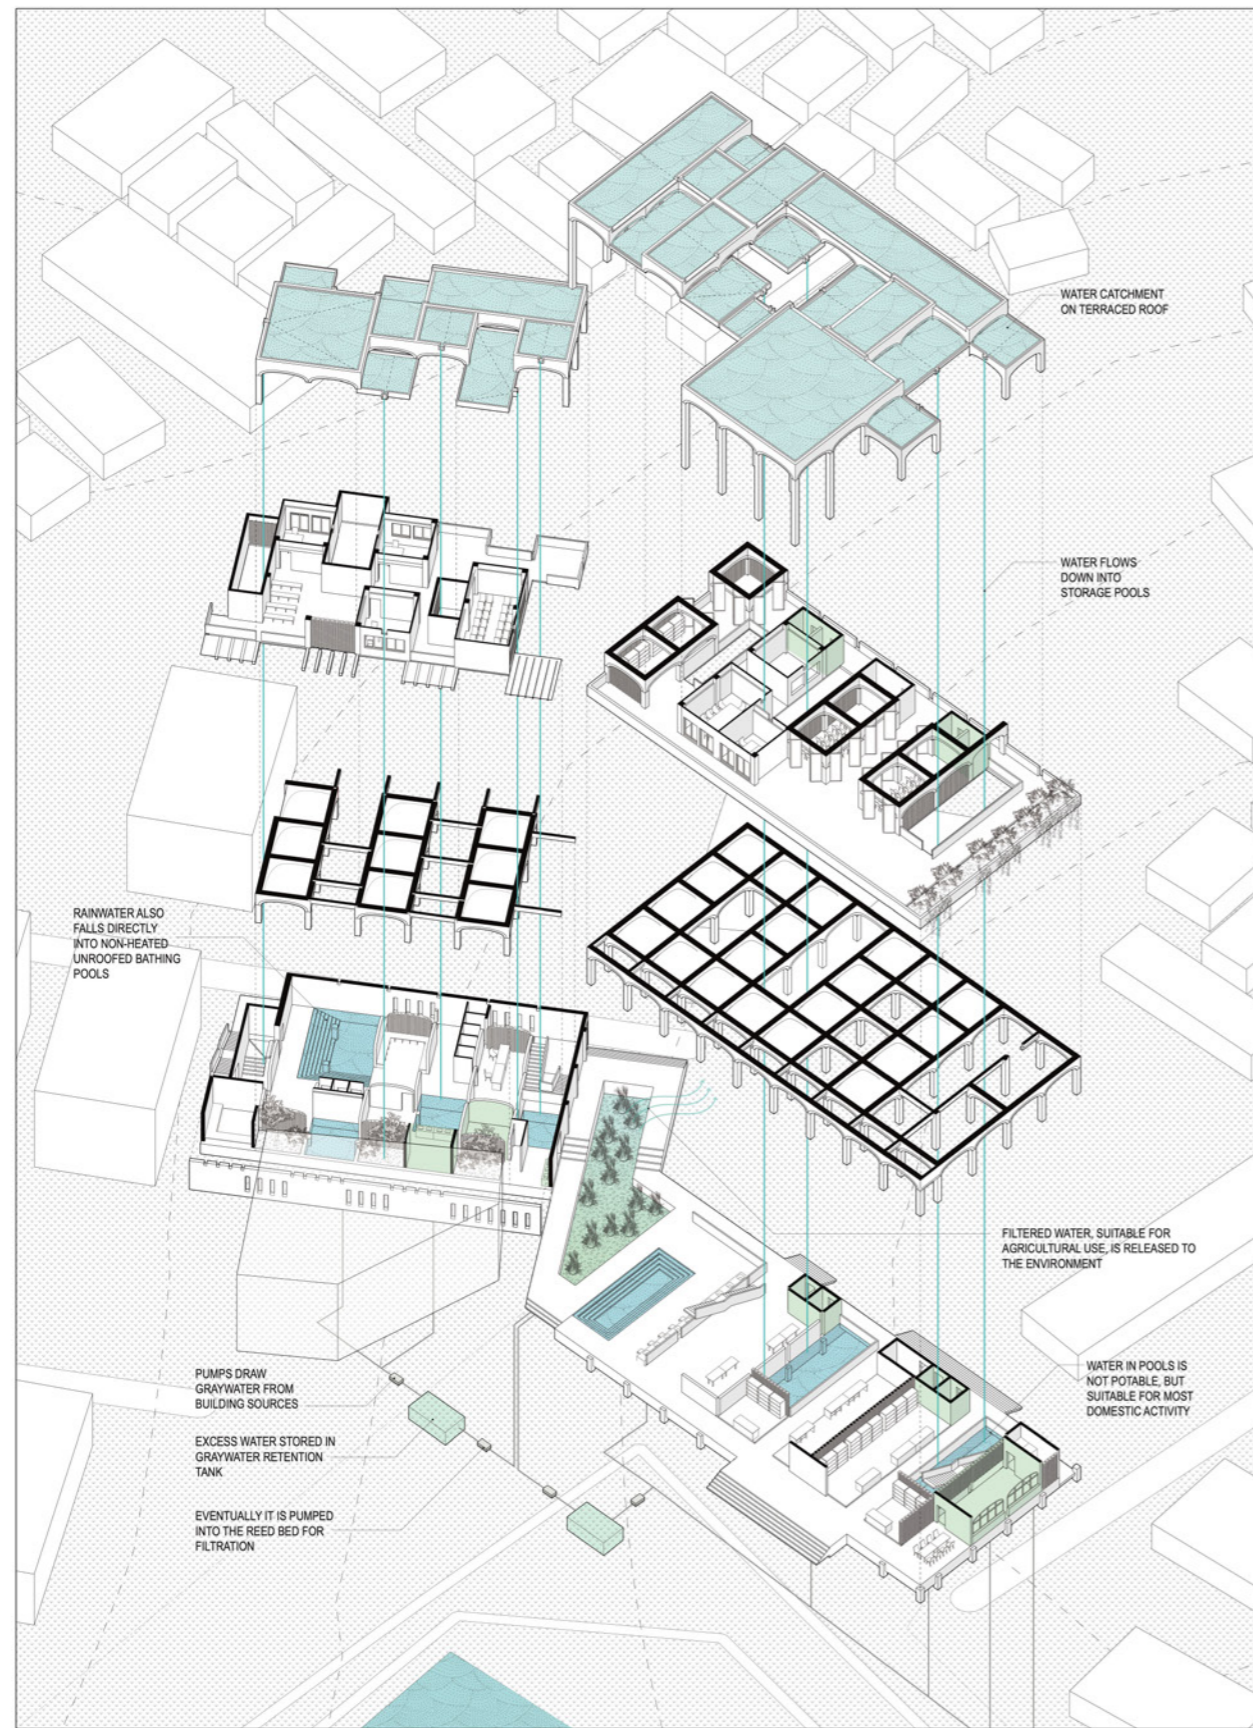 WATER CATCHMENT
ON TERRACED ROOF
WATER FLOWS
DOWN INTO
STORAGE POOLS
RAINWATER ALSO
FALLS DIRECTLY
INTO NON-HEATED
UNROOFED BATHING
POOLS
FILTERED WATER, SUITABLE FOR
AGRICULTURAL USE, IS RELEASED TO
THE ENVIRONMENT
WATER IN POOLS IS
NOT POTABLE, BUT
SUITABLE FOR MOST
DOMESTIC ACTIVITY
PUMPS DRAW
GRAYWATER FROM
BUILDING SOURCES
EXCESS WATER STORED IN
GRAYWATER RETENTION
TANK
EVENTUALLY IT IS PUMPED
INTO THE REED BED FOR
FILTRATION